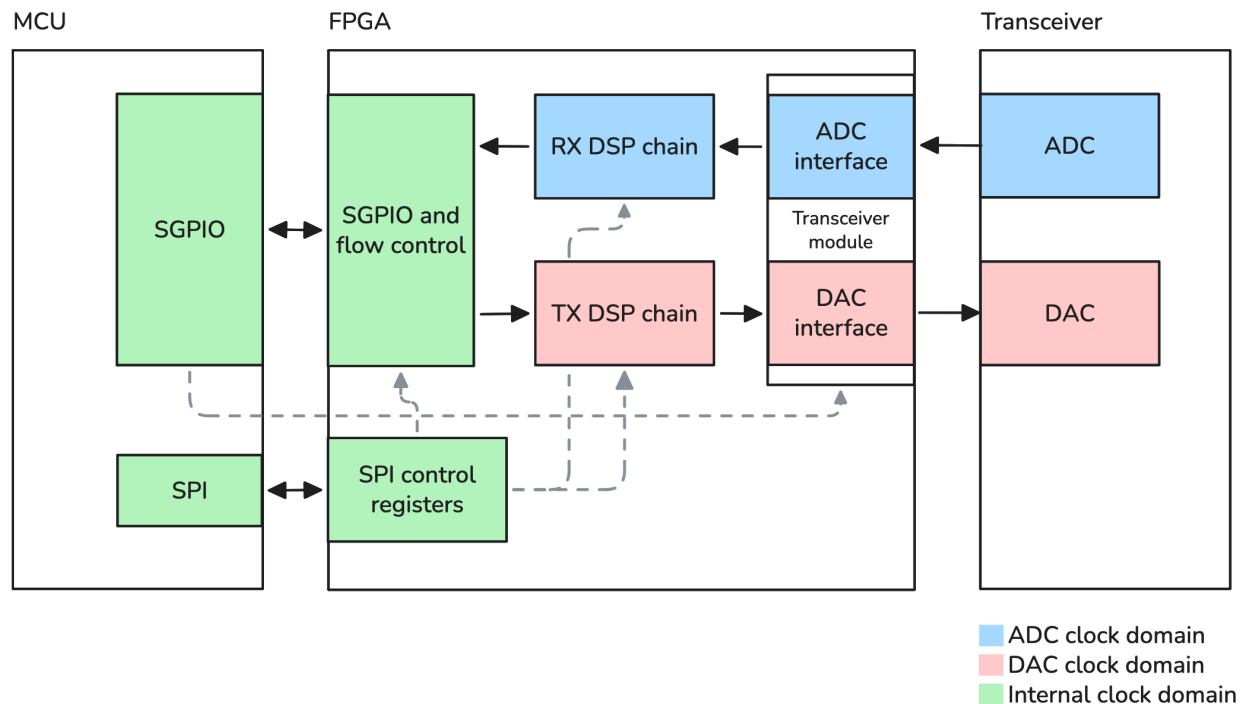 MCU
FPGA
Transceiver
SGPIO
SGPIO and
flow control
RX DSP chain
ADC
interface
ADC
Transceiver
module
TX DSP chain
DAC
interface
DAC
SPI
SPI control
registers
ADC clock domain
DAC clock domain
Internal clock domain